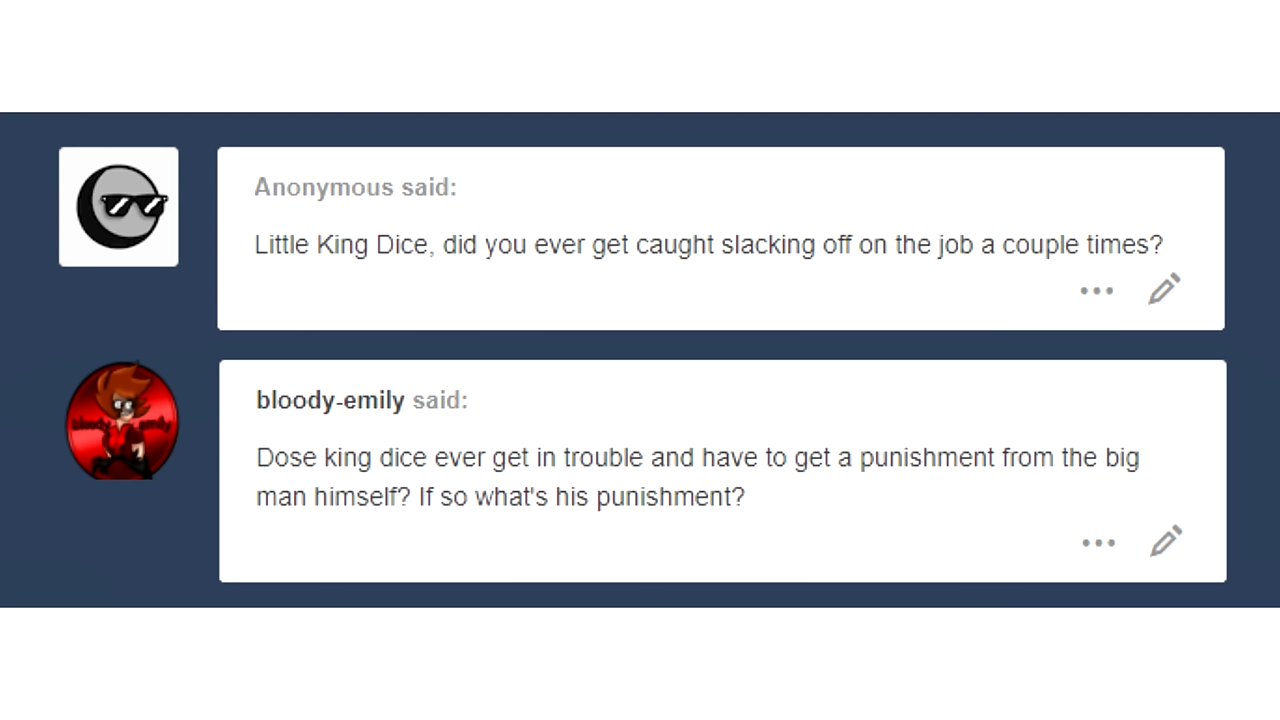 Anonymous said:
Little King Dice, did you ever get caught slacking off on the job a couple times?
bloody-emily said:
bloody emily
Dose king dice ever get in trouble and have to get a punishment from the big
man himself? If so what's his punishment?